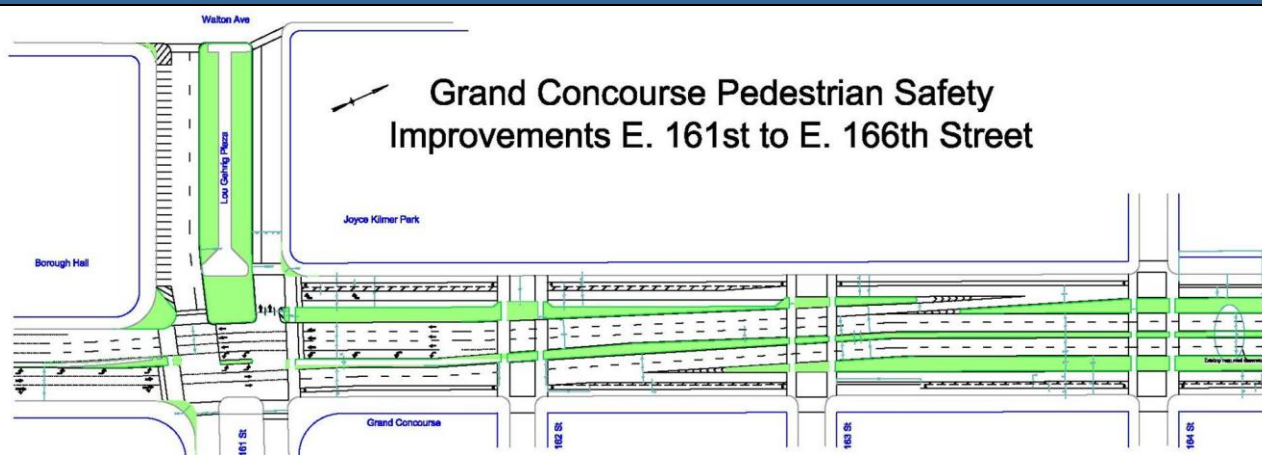 Walton Ave
Grand Concourse Pedestrian Safety
Improvements E. 161st to E. 166th Street
Lou Gehrig Plaza
Joyce Kilmer Park
Borough Hall
Grand Concourse
161 St
162 St
163 St
164 St